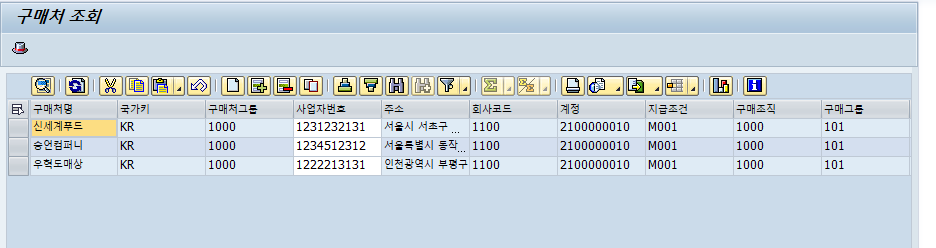 구매처 조회
구매처명 국가키 구매처그룹 사업자번호 주소 회사코드 계정 지급조건 구매조직 구매그룹
신세계푸드 KR 1000 1231232131 서울시 서초구 ... 1100 2100000010 M001 1000 101
승언컴퍼니 KR 1000 1234512312 서울특별시 동작... 1100 2100000010 M001 1000 101
우혁도매상 KR 1000 1222213131 인천광역시 부평구 1100 2100000010 M001 1000 101